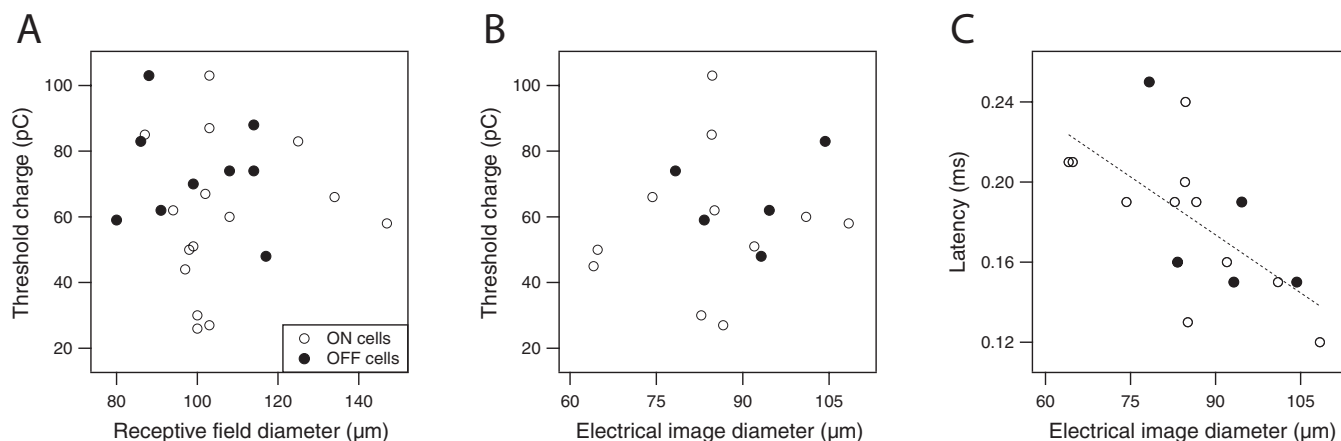 A
Threshold charge (pC)
100
80
60
40
20
80
100
120
140
Receptive field diameter (μm)
ON cells
OFF cells
B
Threshold charge (pC)
100
80
60
40
20
60
75
90
105
Electrical image diameter (μm)
C
Latency (ms)
0.24
0.20
0.16
0.12
60
75
90
105
Electrical image diameter (μm)